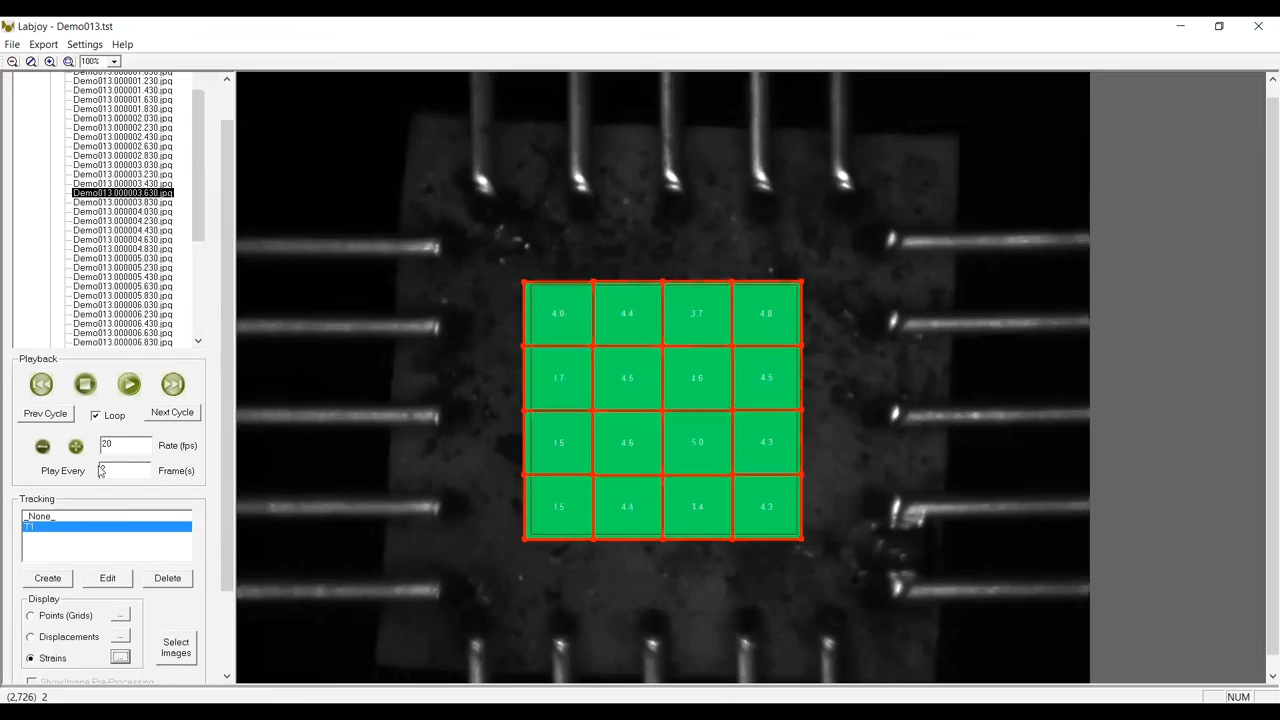 Labjoy - Demo013.tst
File Export Settings Help
100%
Demo013.000001.230.jpg
Demo013.000001.430.jpg
Demo013.000001.630.jpg
Demo013.000001.830.jpg
Demo013.000002.030.jpg
Demo013.000002.230.jpg
Demo013.000002.430.jpg
Demo013.000002.630.jpg
Demo013.000002.830.jpg
Demo013.000003.030.jpg
Demo013.000003.230.jpg
Demo013.000003.430.jpg
Demo013.000003.630.jpg
Demo013.000003.830.jpg
Demo013.000004.030.jpg
Demo013.000004.230.jpg
Demo013.000004.430.jpg
Demo013.000004.630.jpg
Demo013.000004.830.jpg
Demo013.000005.030.jpg
Demo013.000005.230.jpg
Demo013.000005.430.jpg
Demo013.000005.630.jpg
Demo013.000005.830.jpg
Demo013.000006.030.jpg
Demo013.000006.230.jpg
Demo013.000006.430.jpg
Demo013.000006.630.jpg
Demo013.000006.830.jpg
Playback
Prev Cycle Loop Next Cycle
20 Rate (fps)
Play Every Frame(s)
Tracking
_None_
Create Edit Delete
Display
Points (Grids) ...
Displacements ...
Strains ...
Select
Images
Show Image Pre-Processing
4.0 4.4 3.7 4.8
4.5 4.5
4.6 5.0 4.3
4.4 4.3
(2,726) 2
NUM